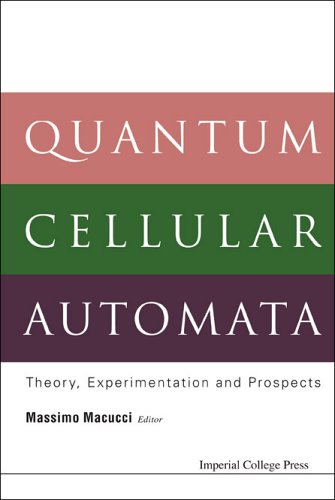 QUANTUM
CELLULAR
AUTOMATA
Theory, Experimentation and Prospects
Massimo Macucci Editor
Imperial College Press